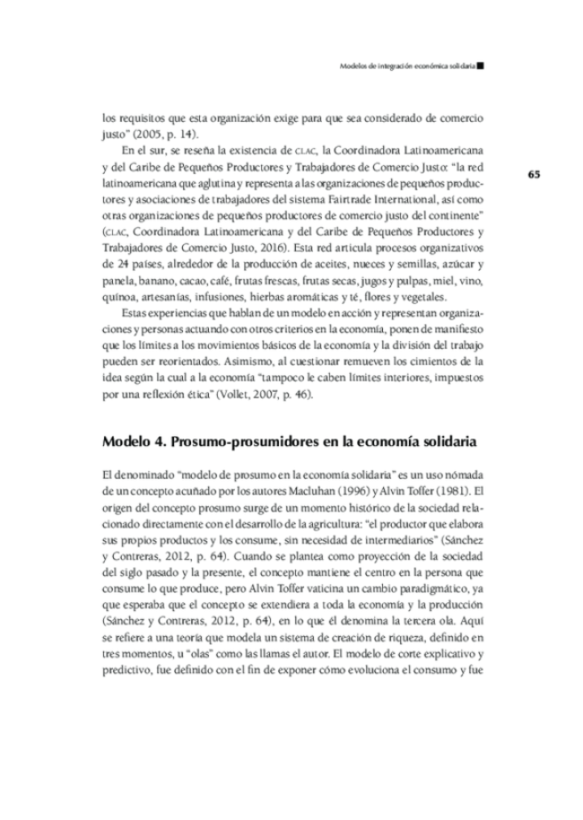 Modelos de integración económica solidaria
65
los requisitos que esta organización exige para que sea considerado de comercio
justo" (2005, p. 14).
En el sur, se reseña la existencia de CLAC, la Coordinadora Latinoamericana
y del Caribe de Pequeños Productores y Trabajadores de Comercio Justo: "la red
latinoamericana que aglutina y representa a las organizaciones de pequeños produc-
tores y asociaciones de trabajadores del sistema Fairtrade International, así como
otras organizaciones de pequeños productores de comercio justo del continente"
(CLAC, Coordinadora Latinoamericana y del Caribe de Pequeños Productores y
Trabajadores de Comercio Justo, 2016). Esta red articula procesos organizativos
de 24 países, alrededor de la producción de aceites, nueces y semillas, azúcar y
panela, banano, cacao, café, frutas frescas, frutas secas, jugos y pulpas, miel, vino,
quinoa, artesanías, infusiones, hierbas aromáticas y té, flores y vegetales.
Estas experiencias que hablan de un modelo en acción y representan organiza-
ciones y personas actuando con otros criterios en la economía, ponen de manifiesto
que los límites a los movimientos básicos de la economía y la división del trabajo
pueden ser reorientados. Asimismo, al cuestionar remueven los cimientos de la
idea según la cual a la economía "tampoco le caben límites interiores, impuestos
por una reflexión ética" (Vollet, 2007, p. 46).
Modelo 4. Prosumo-prosumidores en la economía solidaria
El denominado "modelo de prosumo en la economía solidaria" es un uso nómada
de un concepto acuñado por los autores Macluhan (1996) y Alvin Toffer (1981). El
origen del concepto prosumo surge de un momento histórico de la sociedad rela-
cionado directamente con el desarrollo de la agricultura: "el productor que elabora
sus propios productos y los consume, sin necesidad de intermediarios" (Sánchez
y Contreras, 2012, p. 64). Cuando se plantea como proyección de la sociedad
del siglo pasado y la presente, el concepto mantiene el centro en la persona que
consume lo que produce, pero Alvin Toffer vaticina un cambio paradigmático, ya
que esperaba que el concepto se extendiera a toda la economía y la producción
(Sánchez y Contreras, 2012, p. 64), en lo que él denomina la tercera ola. Aquí
se refiere a una teoría que modela un sistema de creación de riqueza, definido en
tres momentos, u "olas" como las llamas el autor. El modelo de corte explicativo y
predictivo, fue definido con el fin de exponer cómo evoluciona el consumo y fue